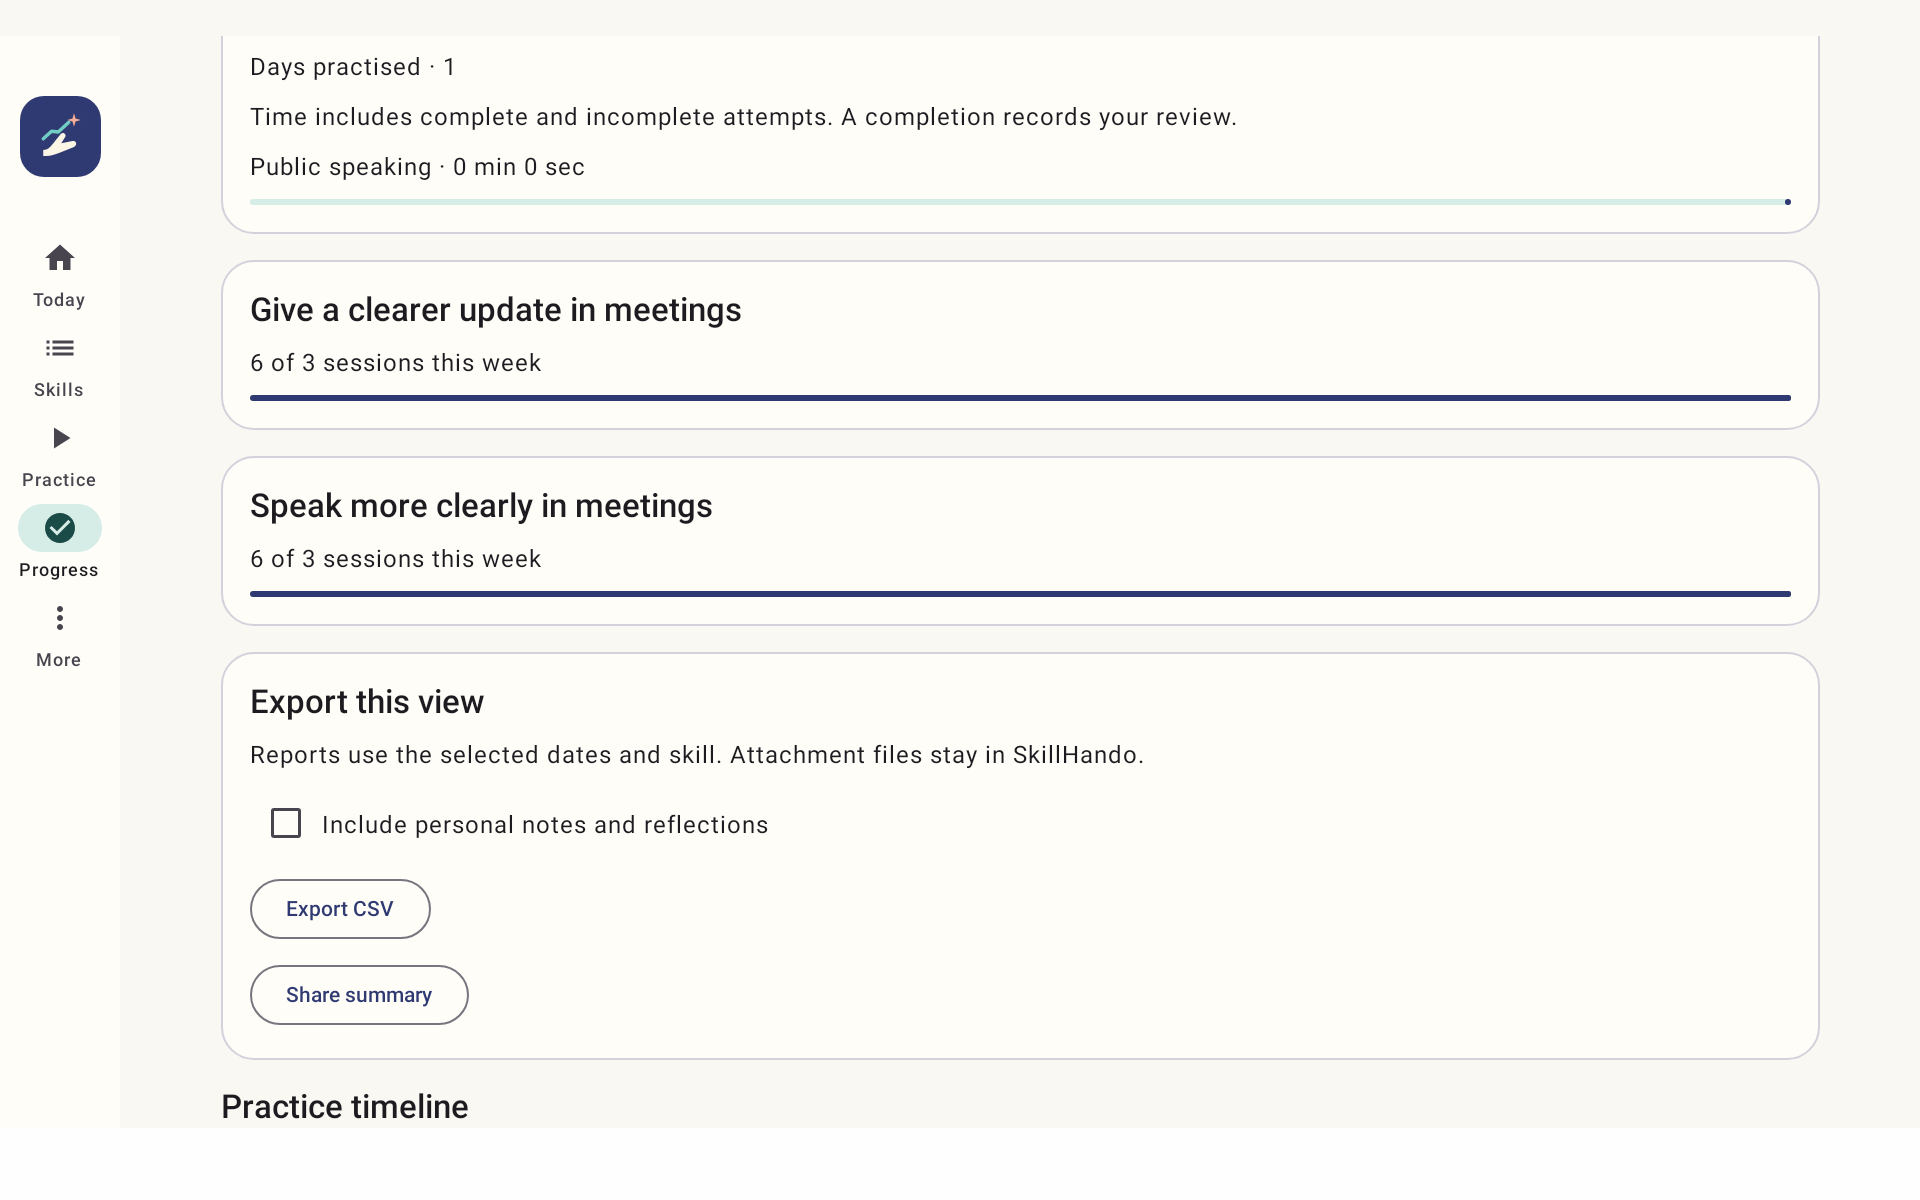 Days practised · 1
Time includes complete and incomplete attempts. A completion records your review.
Public speaking · 0 min 0 sec
Today
Skills
Practice
Progress
More
Give a clearer update in meetings
6 of 3 sessions this week
Speak more clearly in meetings
6 of 3 sessions this week
Export this view
Reports use the selected dates and skill. Attachment files stay in SkillHando.
Include personal notes and reflections
Export CSV
Share summary
Practice timeline